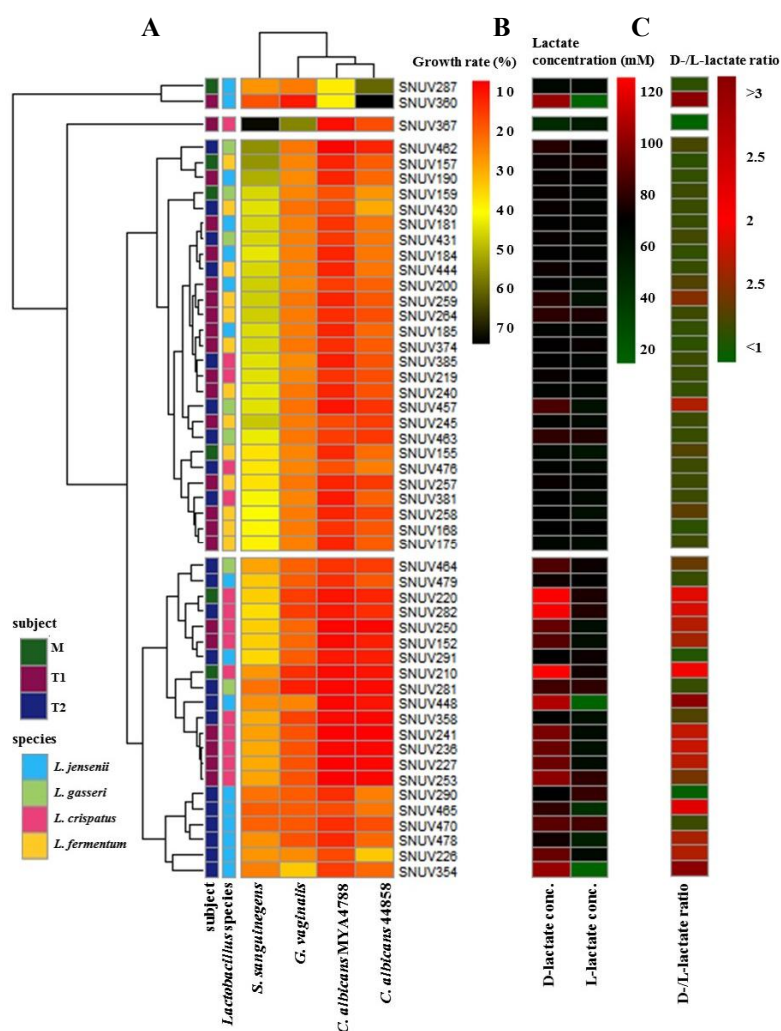 A
B
C
Growth rate (%)
Lactate
concentration (mM)
D-/L-lactate ratio
10
20
30
40
50
60
70
120
100
80
60
40
20
>3
2.5
2
2.5
<1
SNUV287
SNUV360
SNUV367
SNUV462
SNUV157
SNUV190
SNUV159
SNUV430
SNUV181
SNUV431
SNUV184
SNUV444
SNUV200
SNUV259
SNUV264
SNUV185
SNUV374
SNUV385
SNUV219
SNUV240
SNUV457
SNUV245
SNUV463
SNUV155
SNUV476
SNUV257
SNUV381
SNUV258
SNUV168
SNUV175
SNUV464
SNUV479
SNUV220
SNUV282
SNUV250
SNUV152
SNUV291
SNUV210
SNUV281
SNUV448
SNUV358
SNUV241
SNUV236
SNUV227
SNUV253
SNUV290
SNUV465
SNUV470
SNUV478
SNUV226
SNUV354
subject
M
T1
T2
species
L. jensenii
L. gasseri
L. crispatus
L. fermentum
subject
Lactobacillus species
S. sanguinegens
G. vaginalis
C. albicans MYA4788
C. albicans 44858
D-lactate conc.
L-lactate conc.
D-/L-lactate ratio